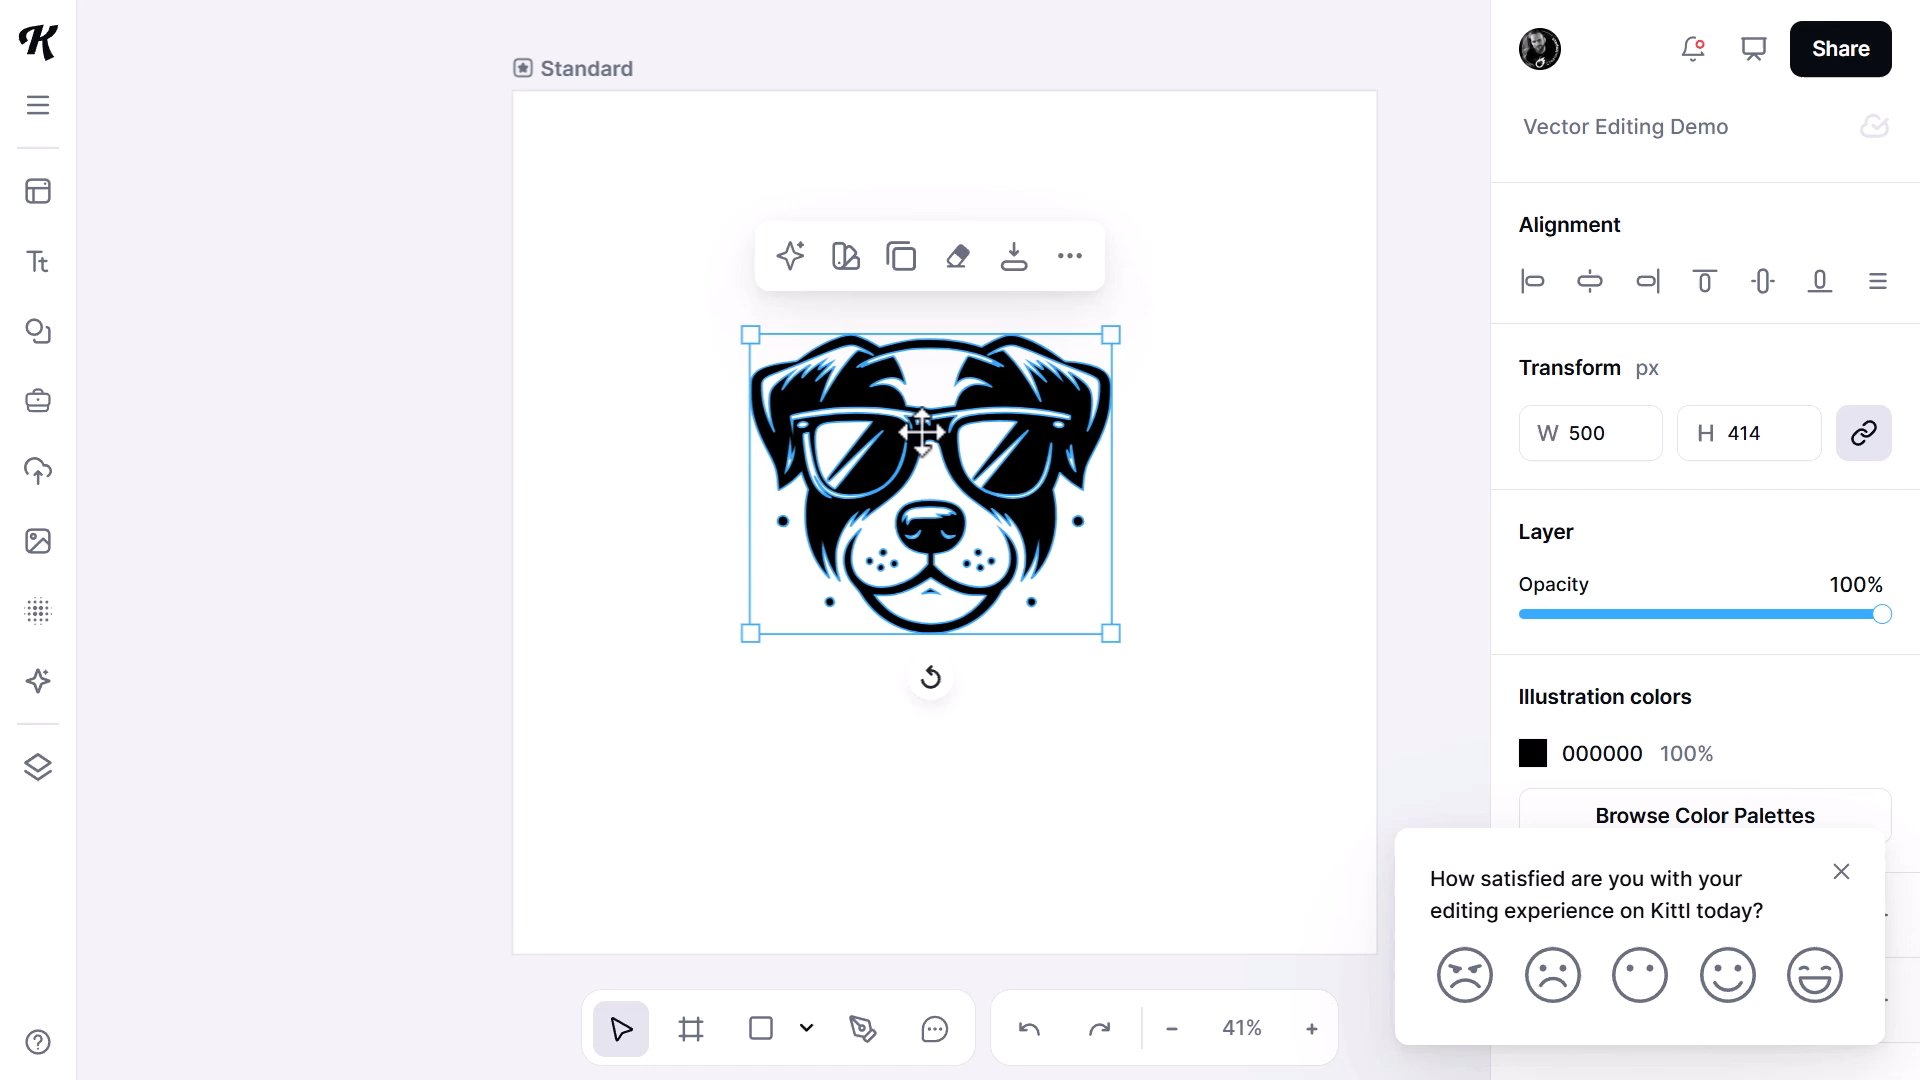 K
Standard
Share
Vector Editing Demo
Alignment
Tt
Transform px
W 500
H 414
Layer
Opacity
100%
Illustration colors
000000 100%
Browse Color Palettes
How satisfied are you with your
editing experience on Kittl today?
41%